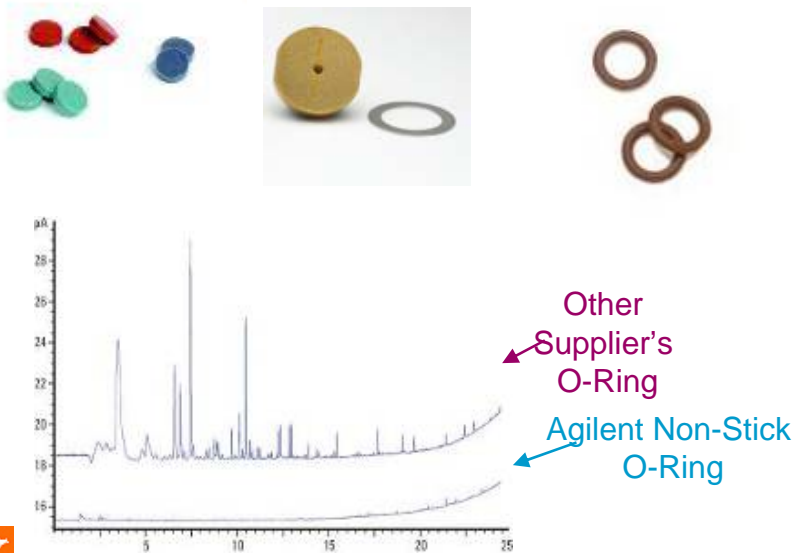 pA
28
26
24
22
20
18
16
5
10
15
20
25
Other
Supplier's
O-Ring
Agilent Non-Stick
O-Ring